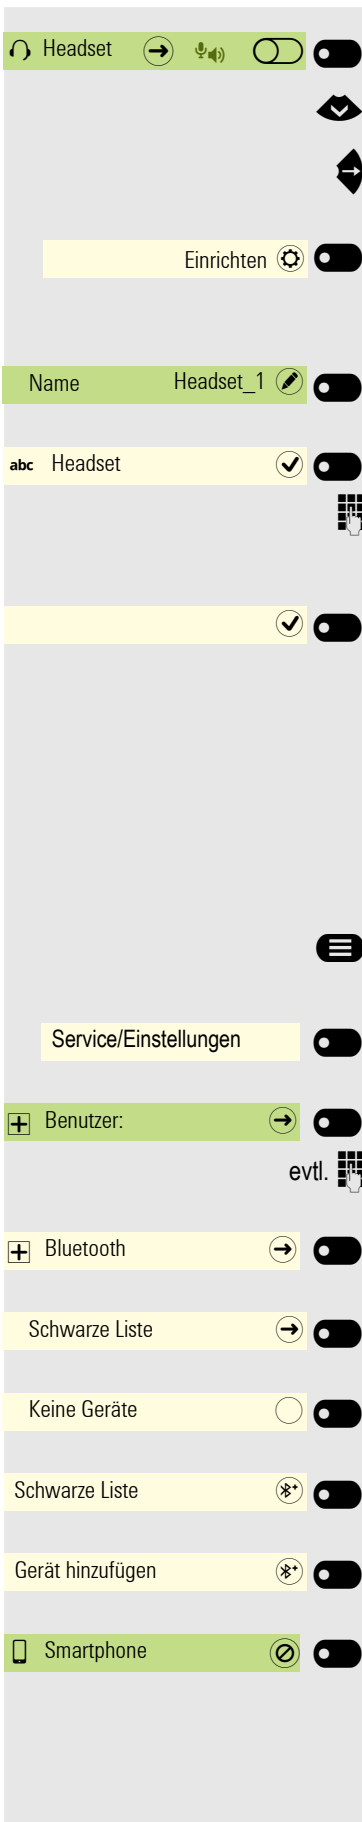 Headset
Einrichten
Name Headset_1
abc Headset
Service/Einstellungen
Benutzer:
evtl.
Bluetooth
Schwarze Liste
Keine Geräte
Schwarze Liste
Gerät hinzufügen
Smartphone